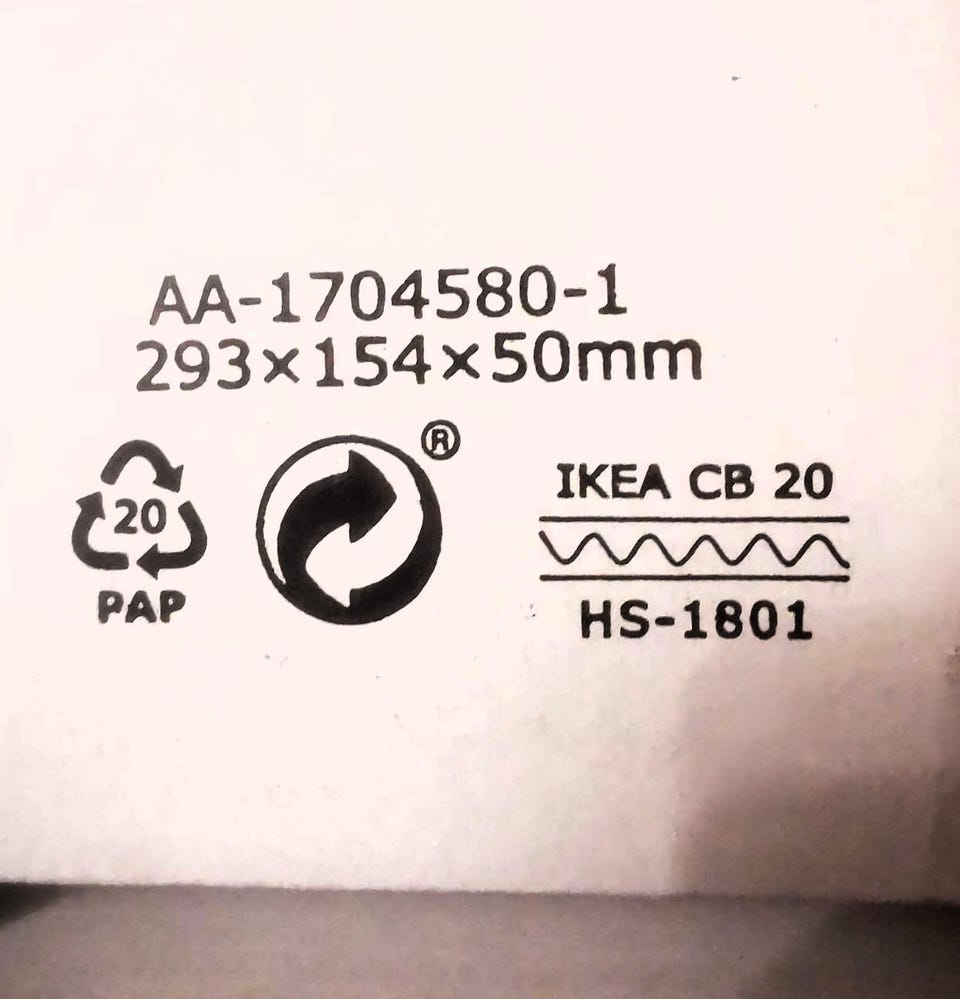 AA-1704580-1
293×154×50mm
®
20
PAP
IKEA CB 20
HS-1801